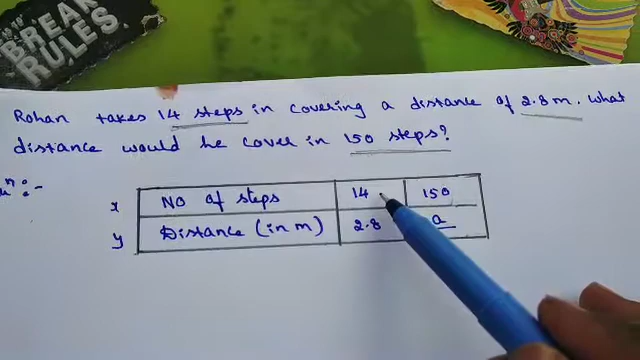 BREAK
RULES
Rohan takes 14 steps in covering a distance of 2.8 m. What
distance would he cover in 150 steps?
x No of steps 14 150
y Distance (in m) 2.8 a